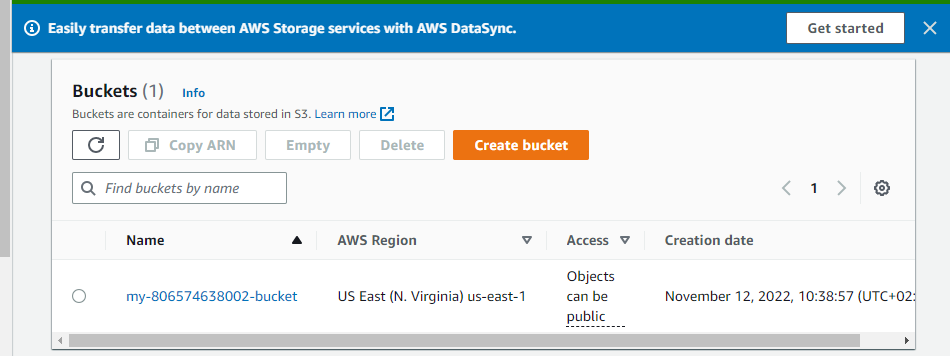 Easily transfer data between AWS Storage services with AWS DataSync.
Get started
Buckets (1) Info
Buckets are containers for data stored in S3. Learn more
Copy ARN Empty Delete Create bucket
Find buckets by name
1
Name AWS Region Access Creation date
my-806574638002-bucket US East (N. Virginia) us-east-1 Objects can be public November 12, 2022, 10:38:57 (UTC+02: